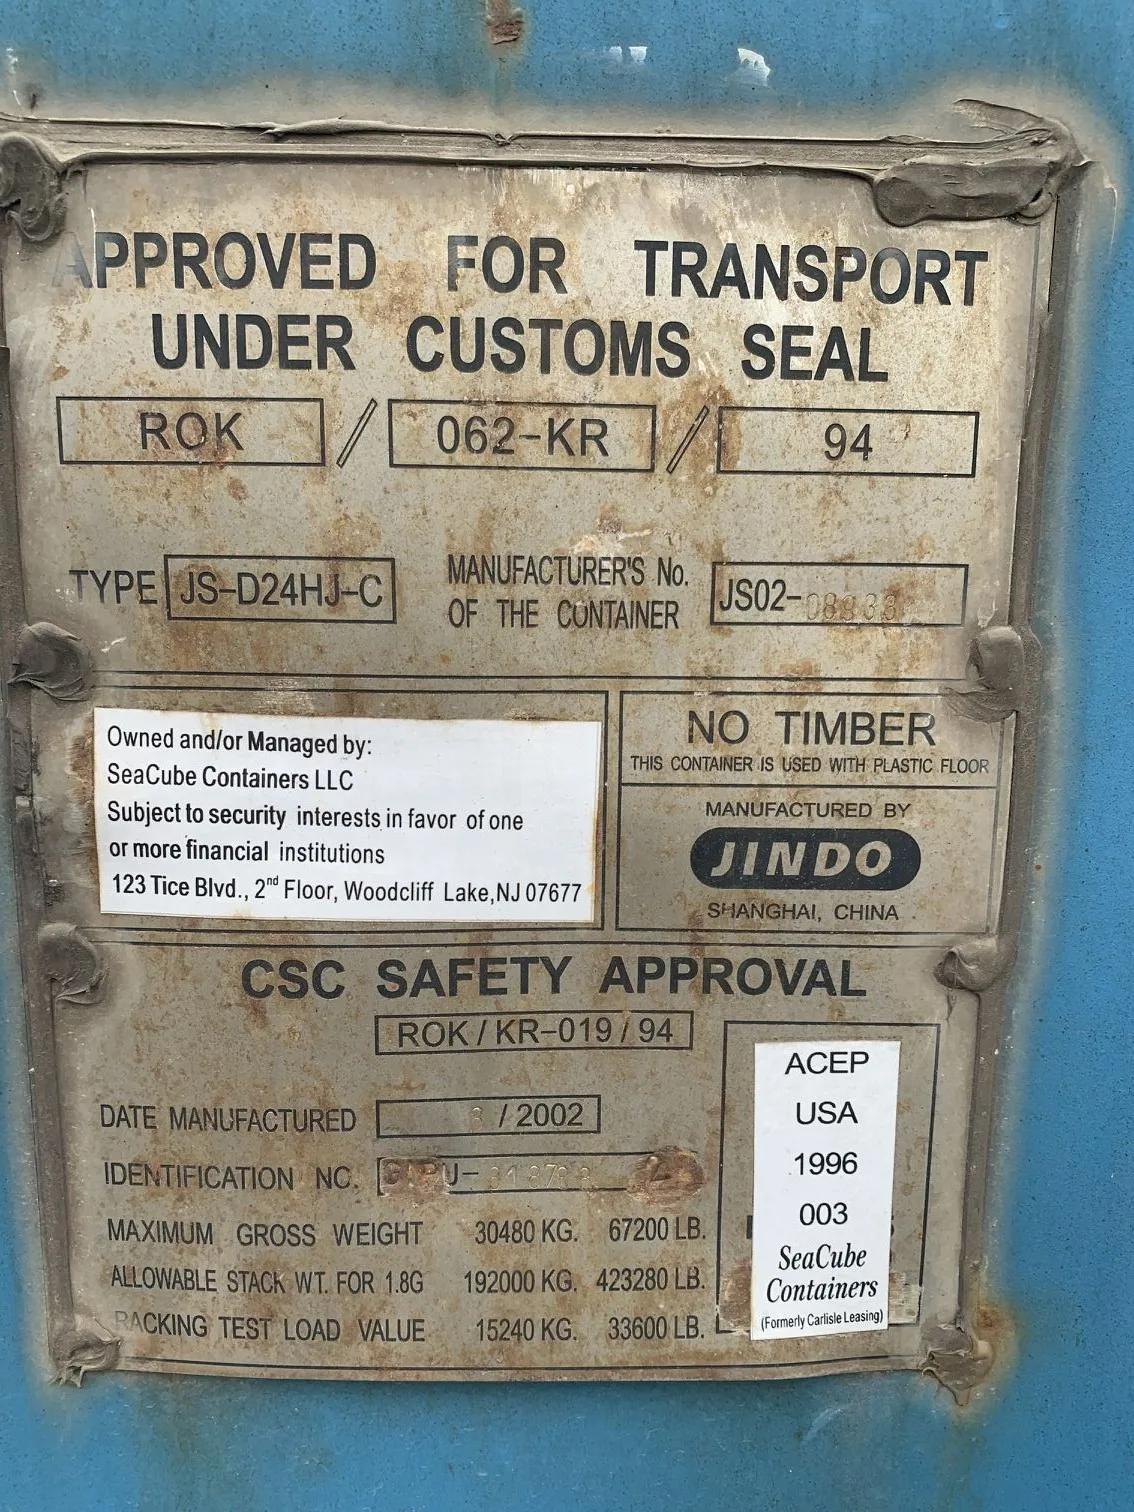 APPROVED FOR TRANSPORT
UNDER CUSTOMS SEAL
ROK / 062-KR / 94
TYPE JS-D24HJ-C
MANUFACTURER'S No.
OF THE CONTAINER
JS02-
Owned and/or Managed by:
SeaCube Containers LLC
Subject to security interests in favor of one
or more financial institutions
123 Tice Blvd., 2nd Floor, Woodcliff Lake,NJ 07677
NO TIMBER
THIS CONTAINER IS USED WITH PLASTIC FLOOR
MANUFACTURED BY
JINDO
SHANGHAI, CHINA
CSC SAFETY APPROVAL
ROK/KR-019/94
DATE MANUFACTURED / 2002
IDENTIFICATION NO.
MAXIMUM GROSS WEIGHT 30480 KG. 67200 LB.
ALLOWABLE STACK WT. FOR 1.8G 192000 KG. 423280 LB.
RACKING TEST LOAD VALUE 15240 KG. 33600 LB.
ACEP
USA
1996
003
SeaCube
Containers
(Formerly Carlisle Leasing)